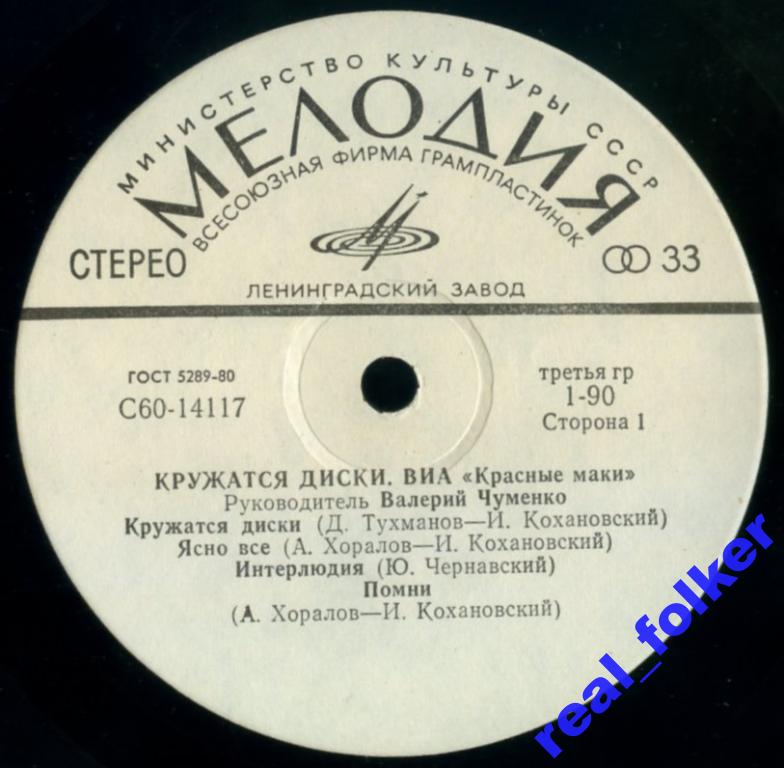 МИНИСТЕРСТВО КУЛЬТУРЫ СССР
МЕЛОДИЯ
ВСЕСОЮЗНАЯ ФИРМА ГРАМПЛАСТИНОК
СТЕРЕО
33
ЛЕНИНГРАДСКИЙ ЗАВОД
ГОСТ 5289-80
С60-14117
третья гр
1-90
Сторона 1
КРУЖАТСЯ ДИСКИ. ВИА «Красные маки»
Руководитель Валерий Чуменко
Кружатся диски (Д. Тухманов—И. Кохановский)
Ясно все (А. Хоралов—И. Кохановский)
Интерлюдия (Ю. Чернавский)
Помни
(А. Хоралов—И. Кохановский)
real_folker